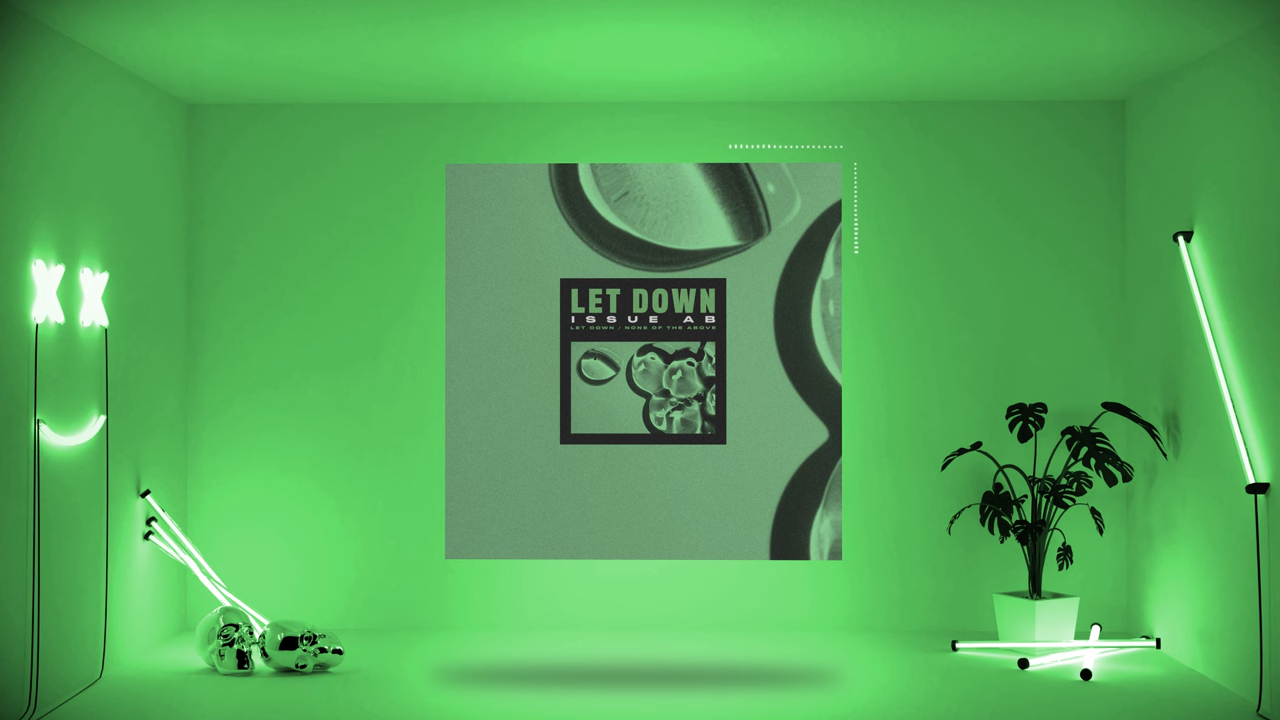 LET DOWN
ISSUE AB
LET DOWN / NONE OF THE ABOVE